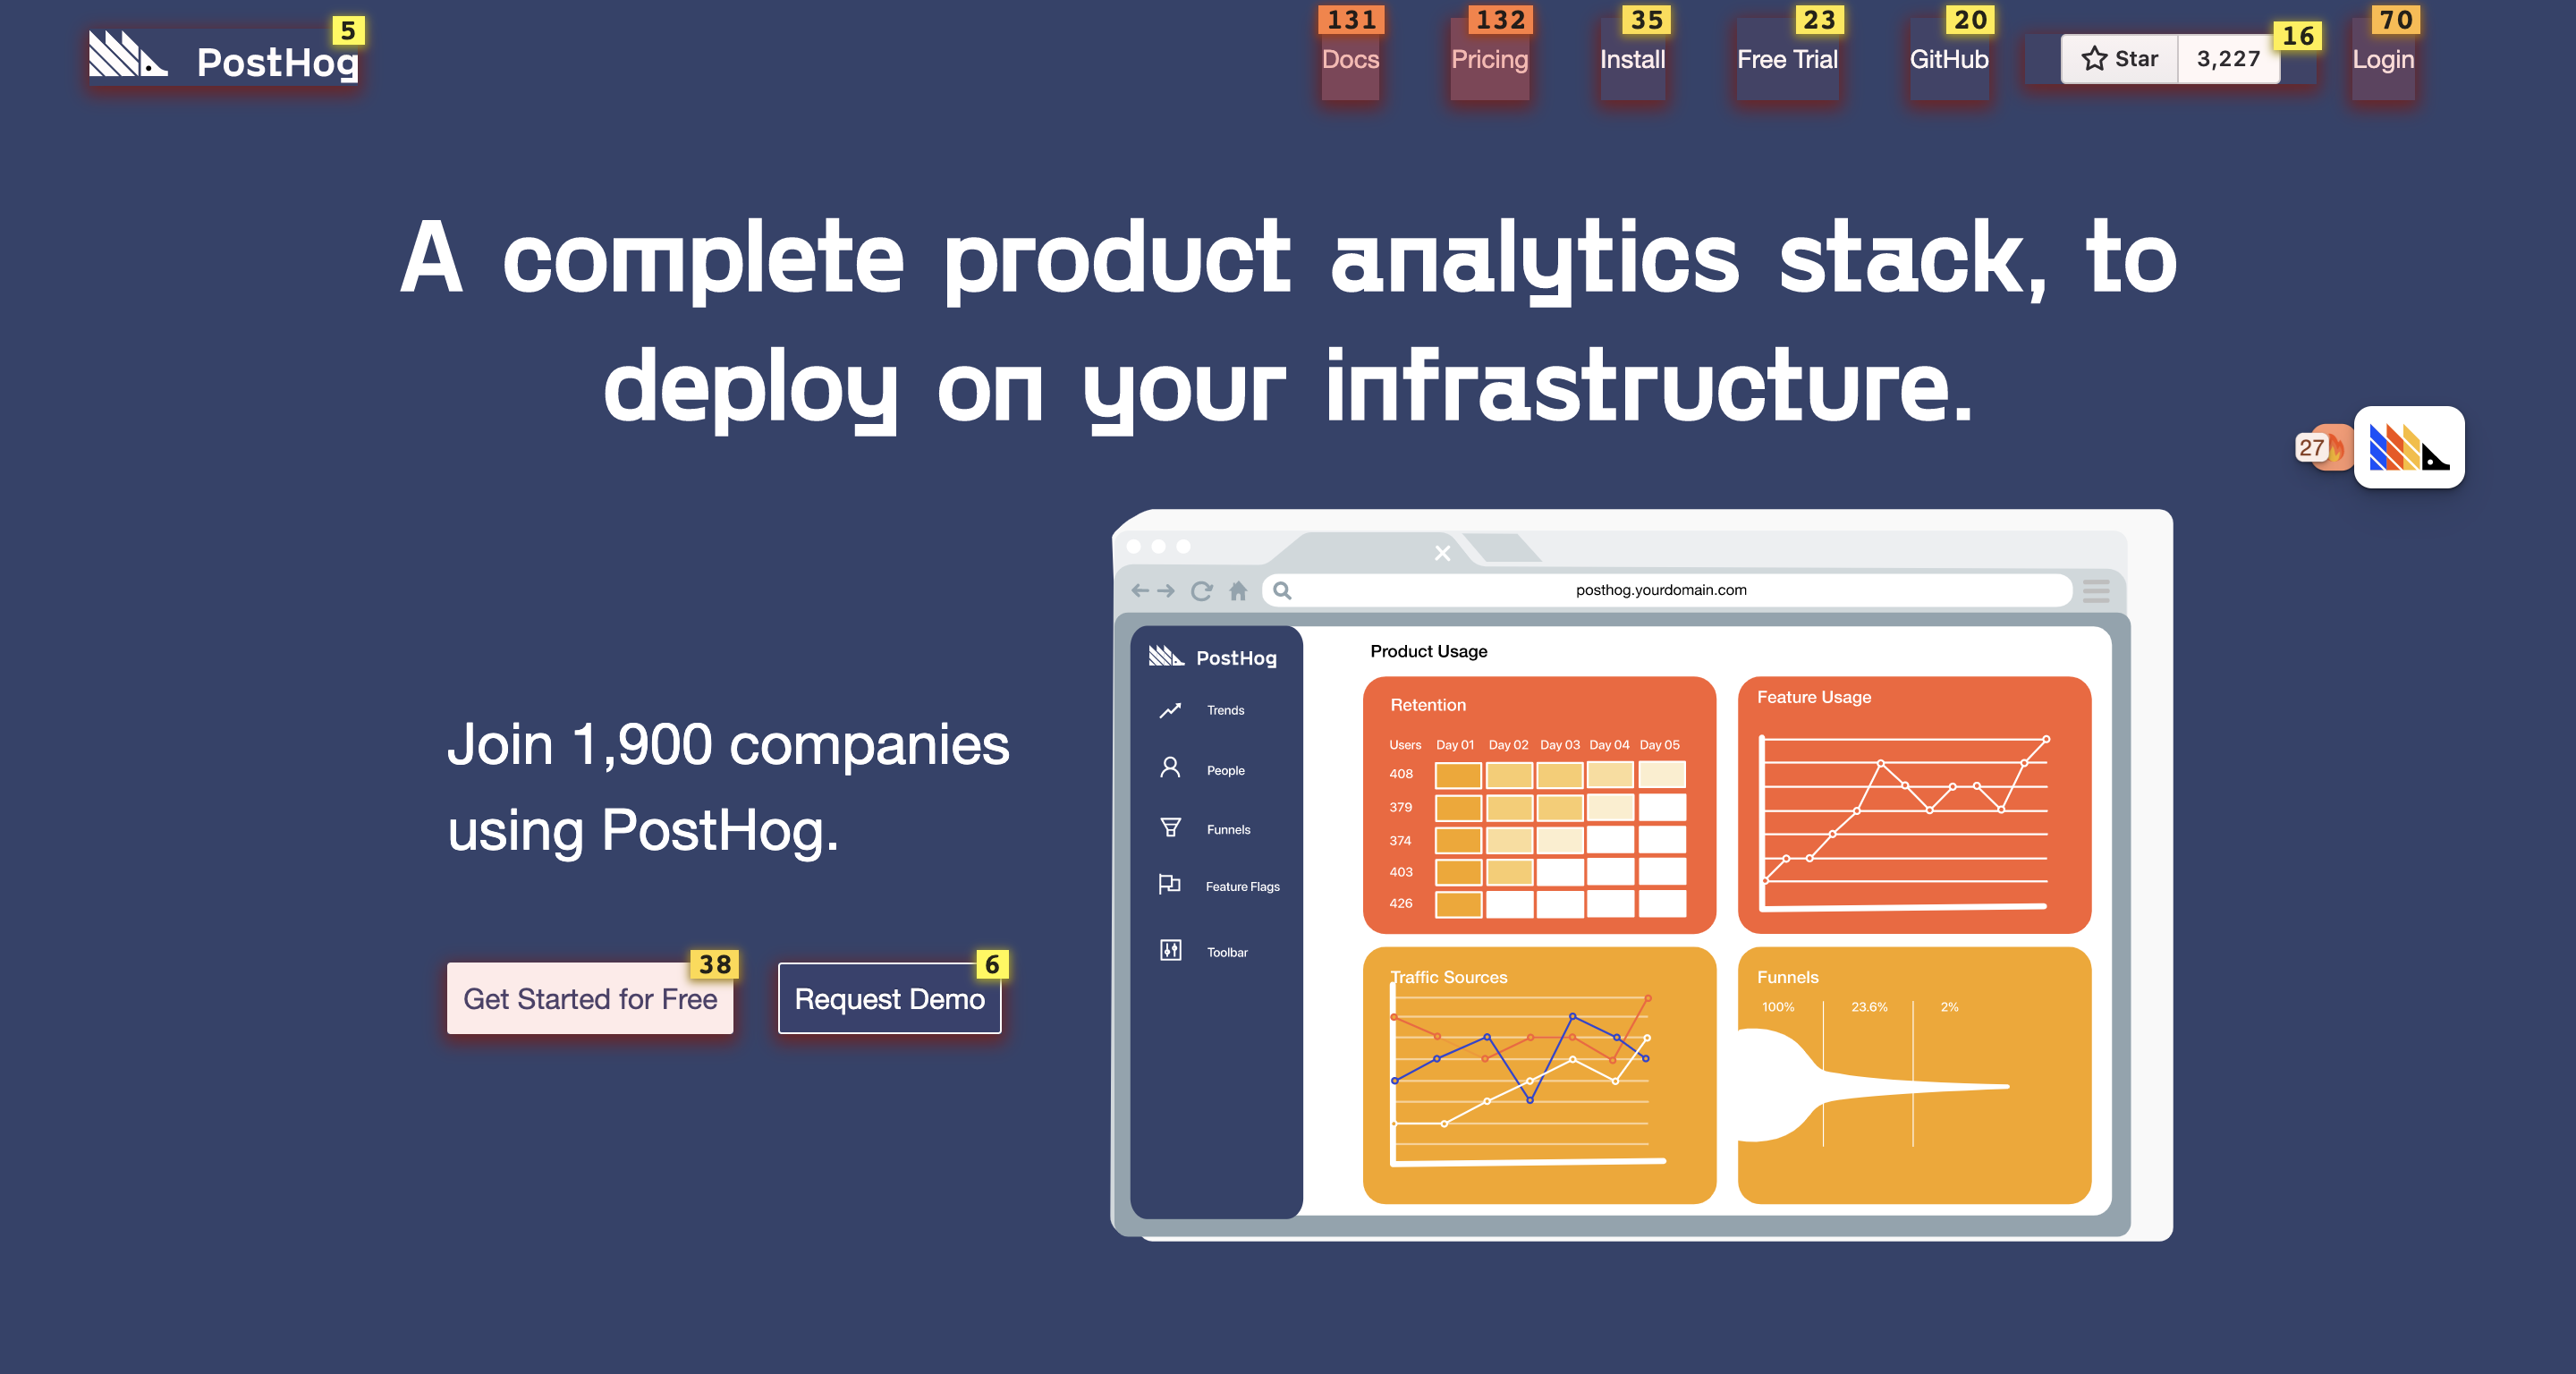 PostHog 5
Docs 131
Pricing 132
Install 35
Free Trial 23
GitHub 20
Star 3,227 16
Login 70
A complete product analytics stack, to
deploy on your infrastructure.
27
Join 1,900 companies
using PostHog.
Get Started for Free 38
Request Demo 6
posthog.yourdomain.com
PostHog
Trends
People
Funnels
Feature Flags
Toolbar
Product Usage
Retention
Users Day 01 Day 02 Day 03 Day 04 Day 05
408
379
374
403
426
Feature Usage
Traffic Sources
Funnels
100% 23.6% 2%